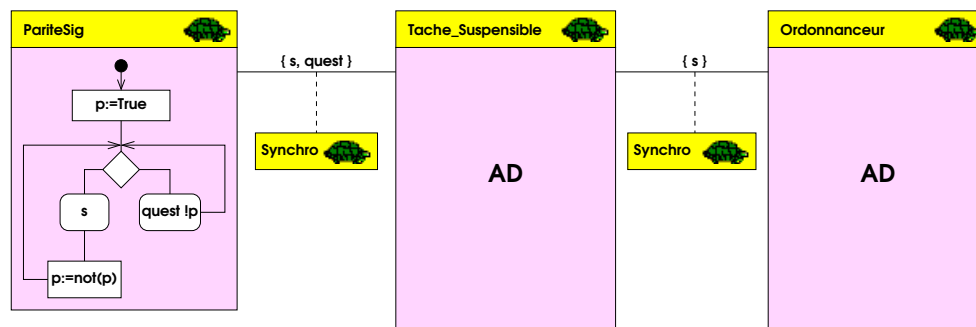 PariteSig
Tache_Suspensible
Ordonnanceur
{ s, quest }
{ s }
p:=True
Synchro
Synchro
AD
AD
s
quest !p
p:=not(p)